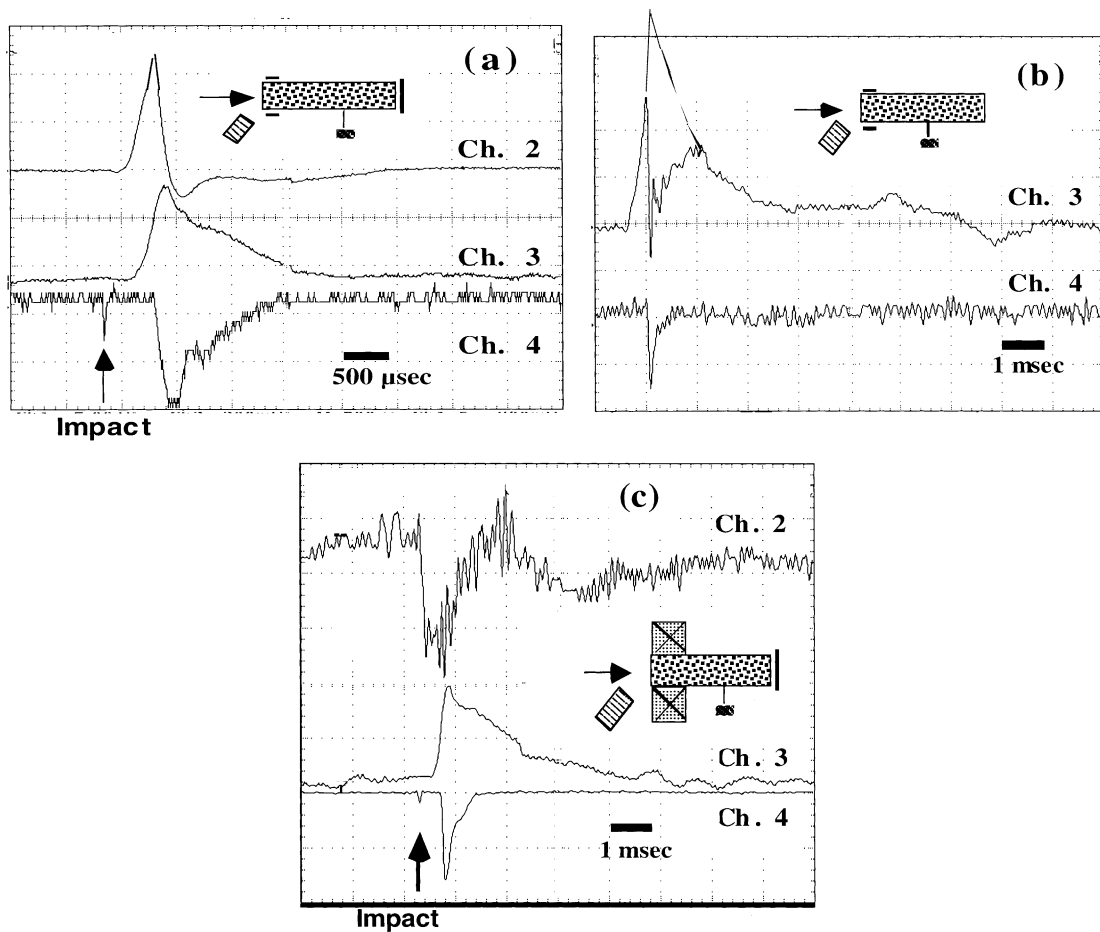 (a)
Ch. 2
Ch. 3
Ch. 4
500 µsec
Impact
(b)
Ch. 3
Ch. 4
1 msec
(c)
Ch. 2
Ch. 3
Ch. 4
1 msec
Impact